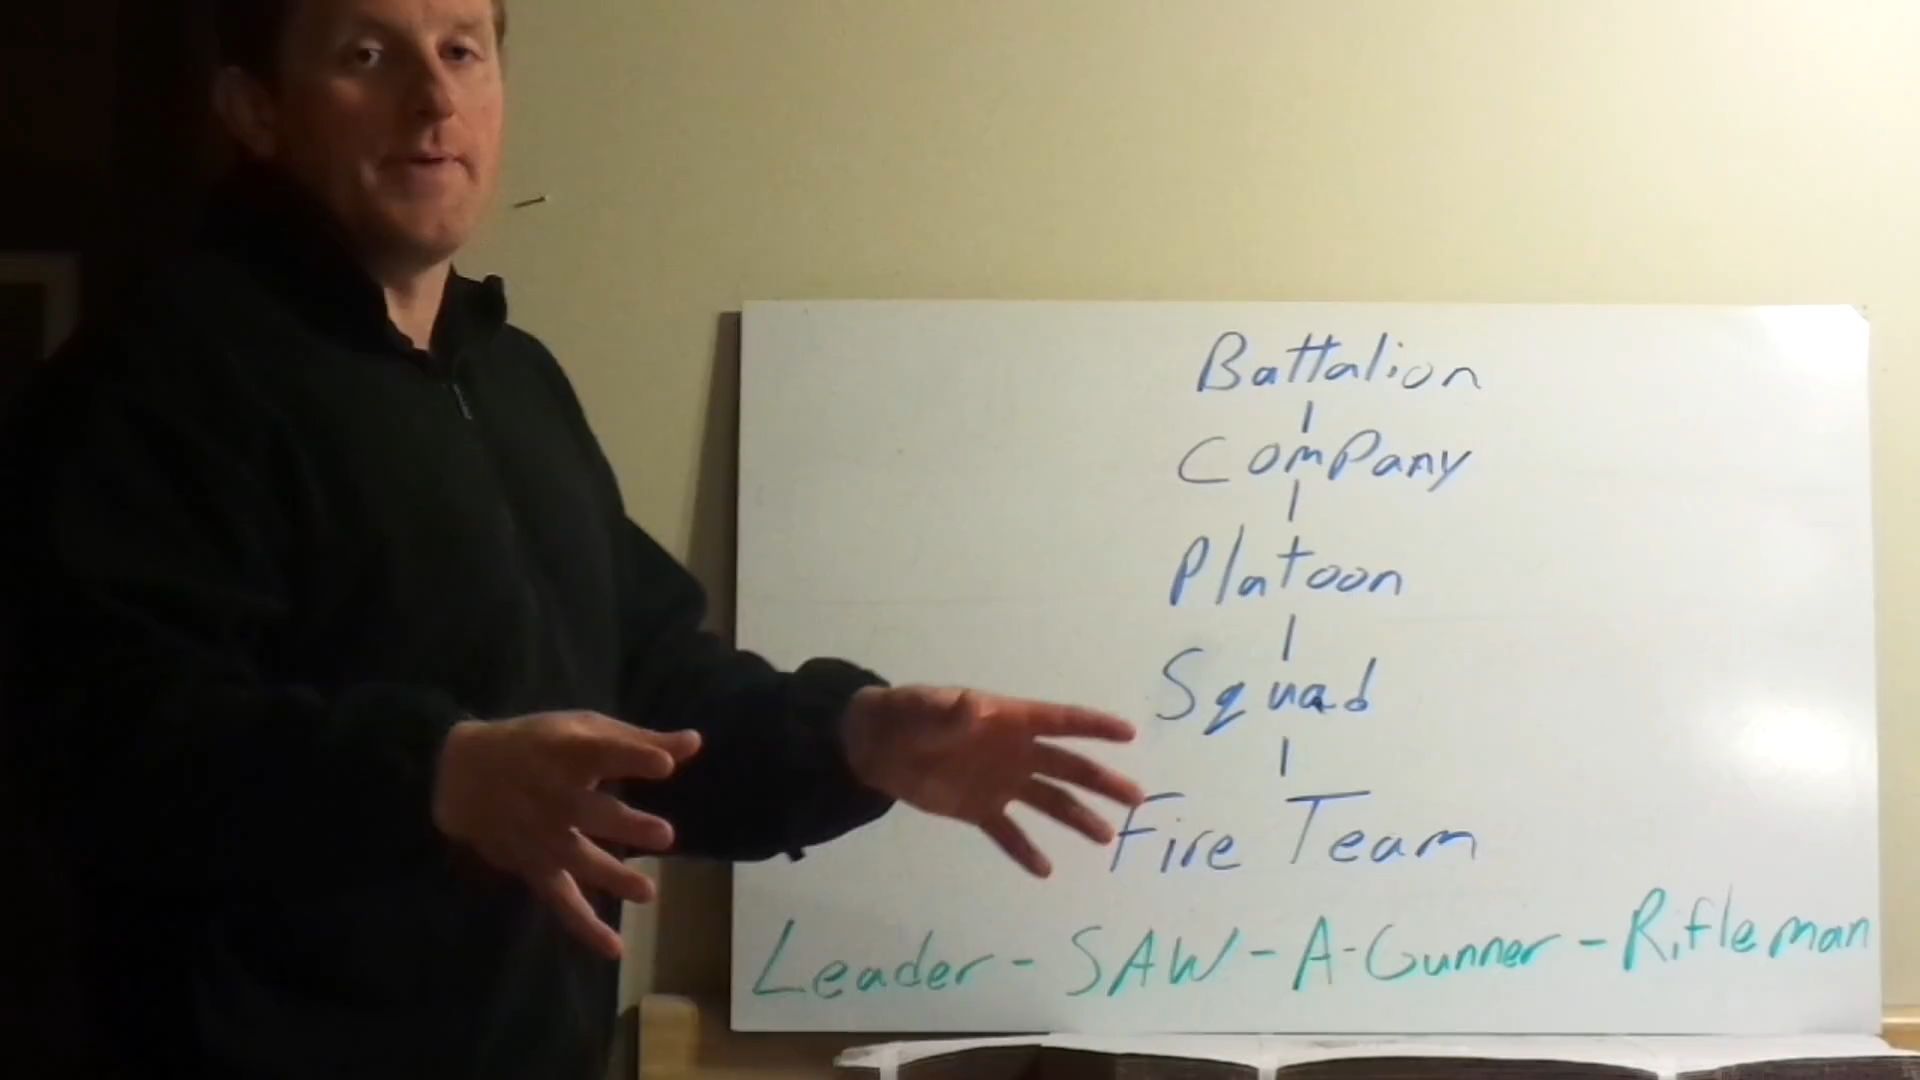 Battalion
Company
Platoon
Squad
Fire Team
Leader - SAW - A-Gunner - Rifleman